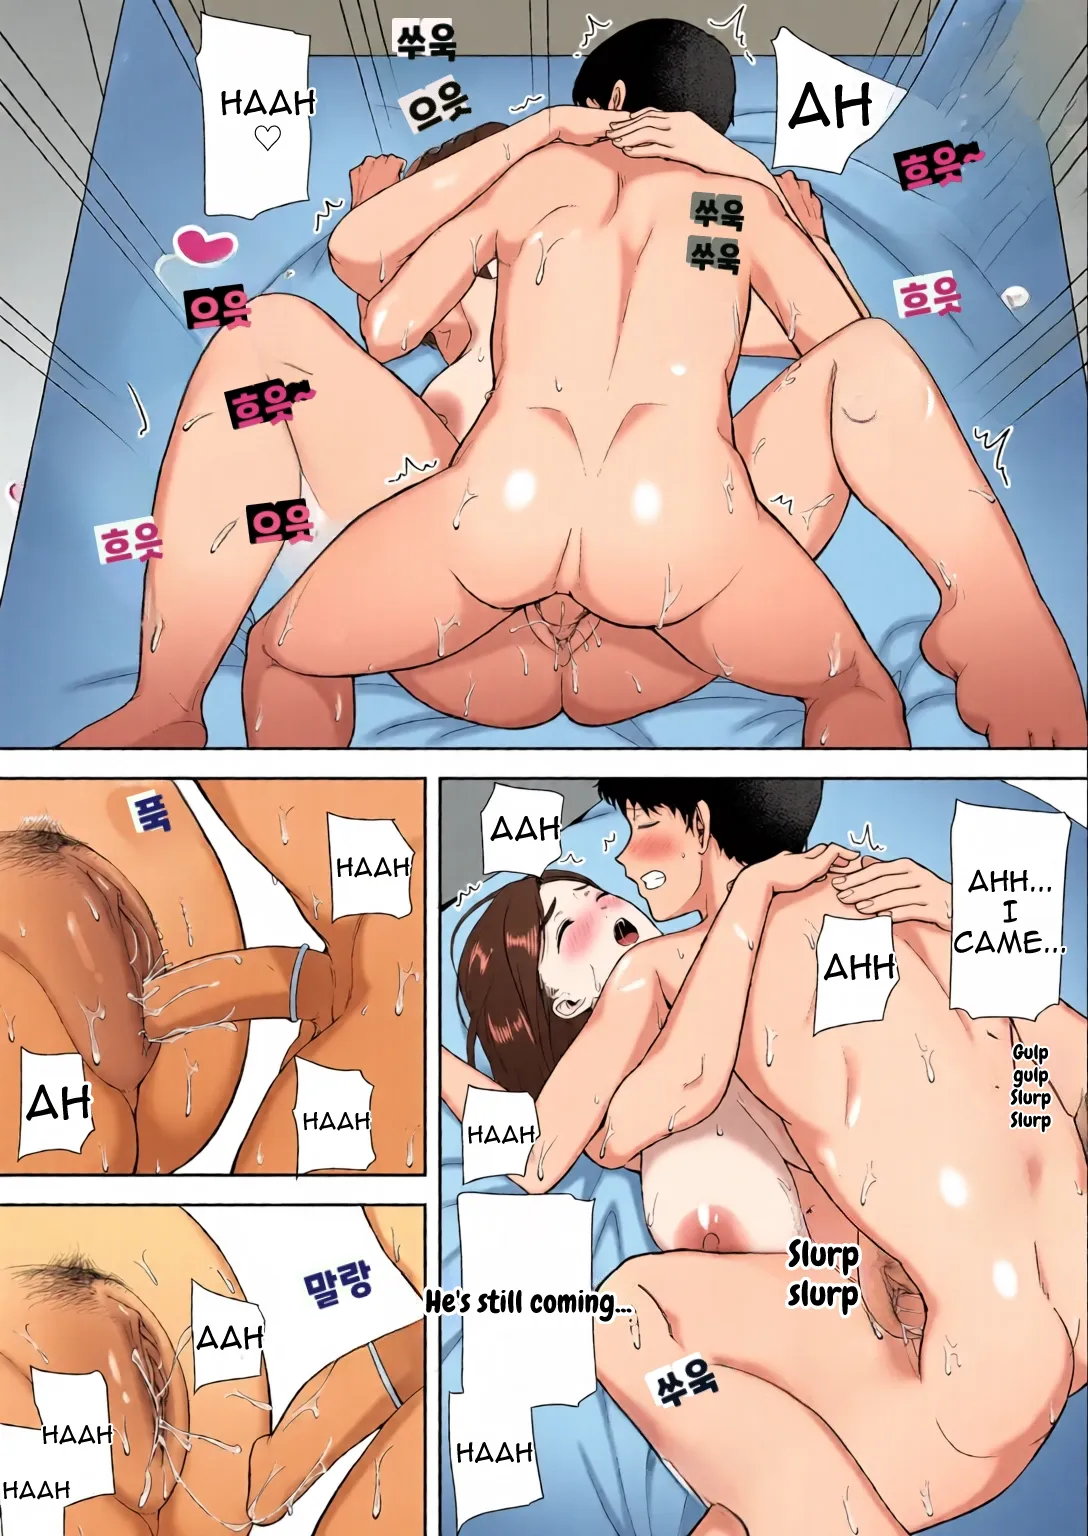 쑤욱
으읏
HAAH
♡
AH
흐읏~
쑤욱
쑤욱
으읏
흐읏
흐읏~
으읏
흐읏
푹
HAAH
AH
HAAH
AAH
AHH...
I
CAME...
AHH
Gulp
gulp
Slurp
Slurp
HAAH
Slurp
slurp
He's still coming...
쑤욱
HAAH
말랑
AAH
HAAH
HAAH